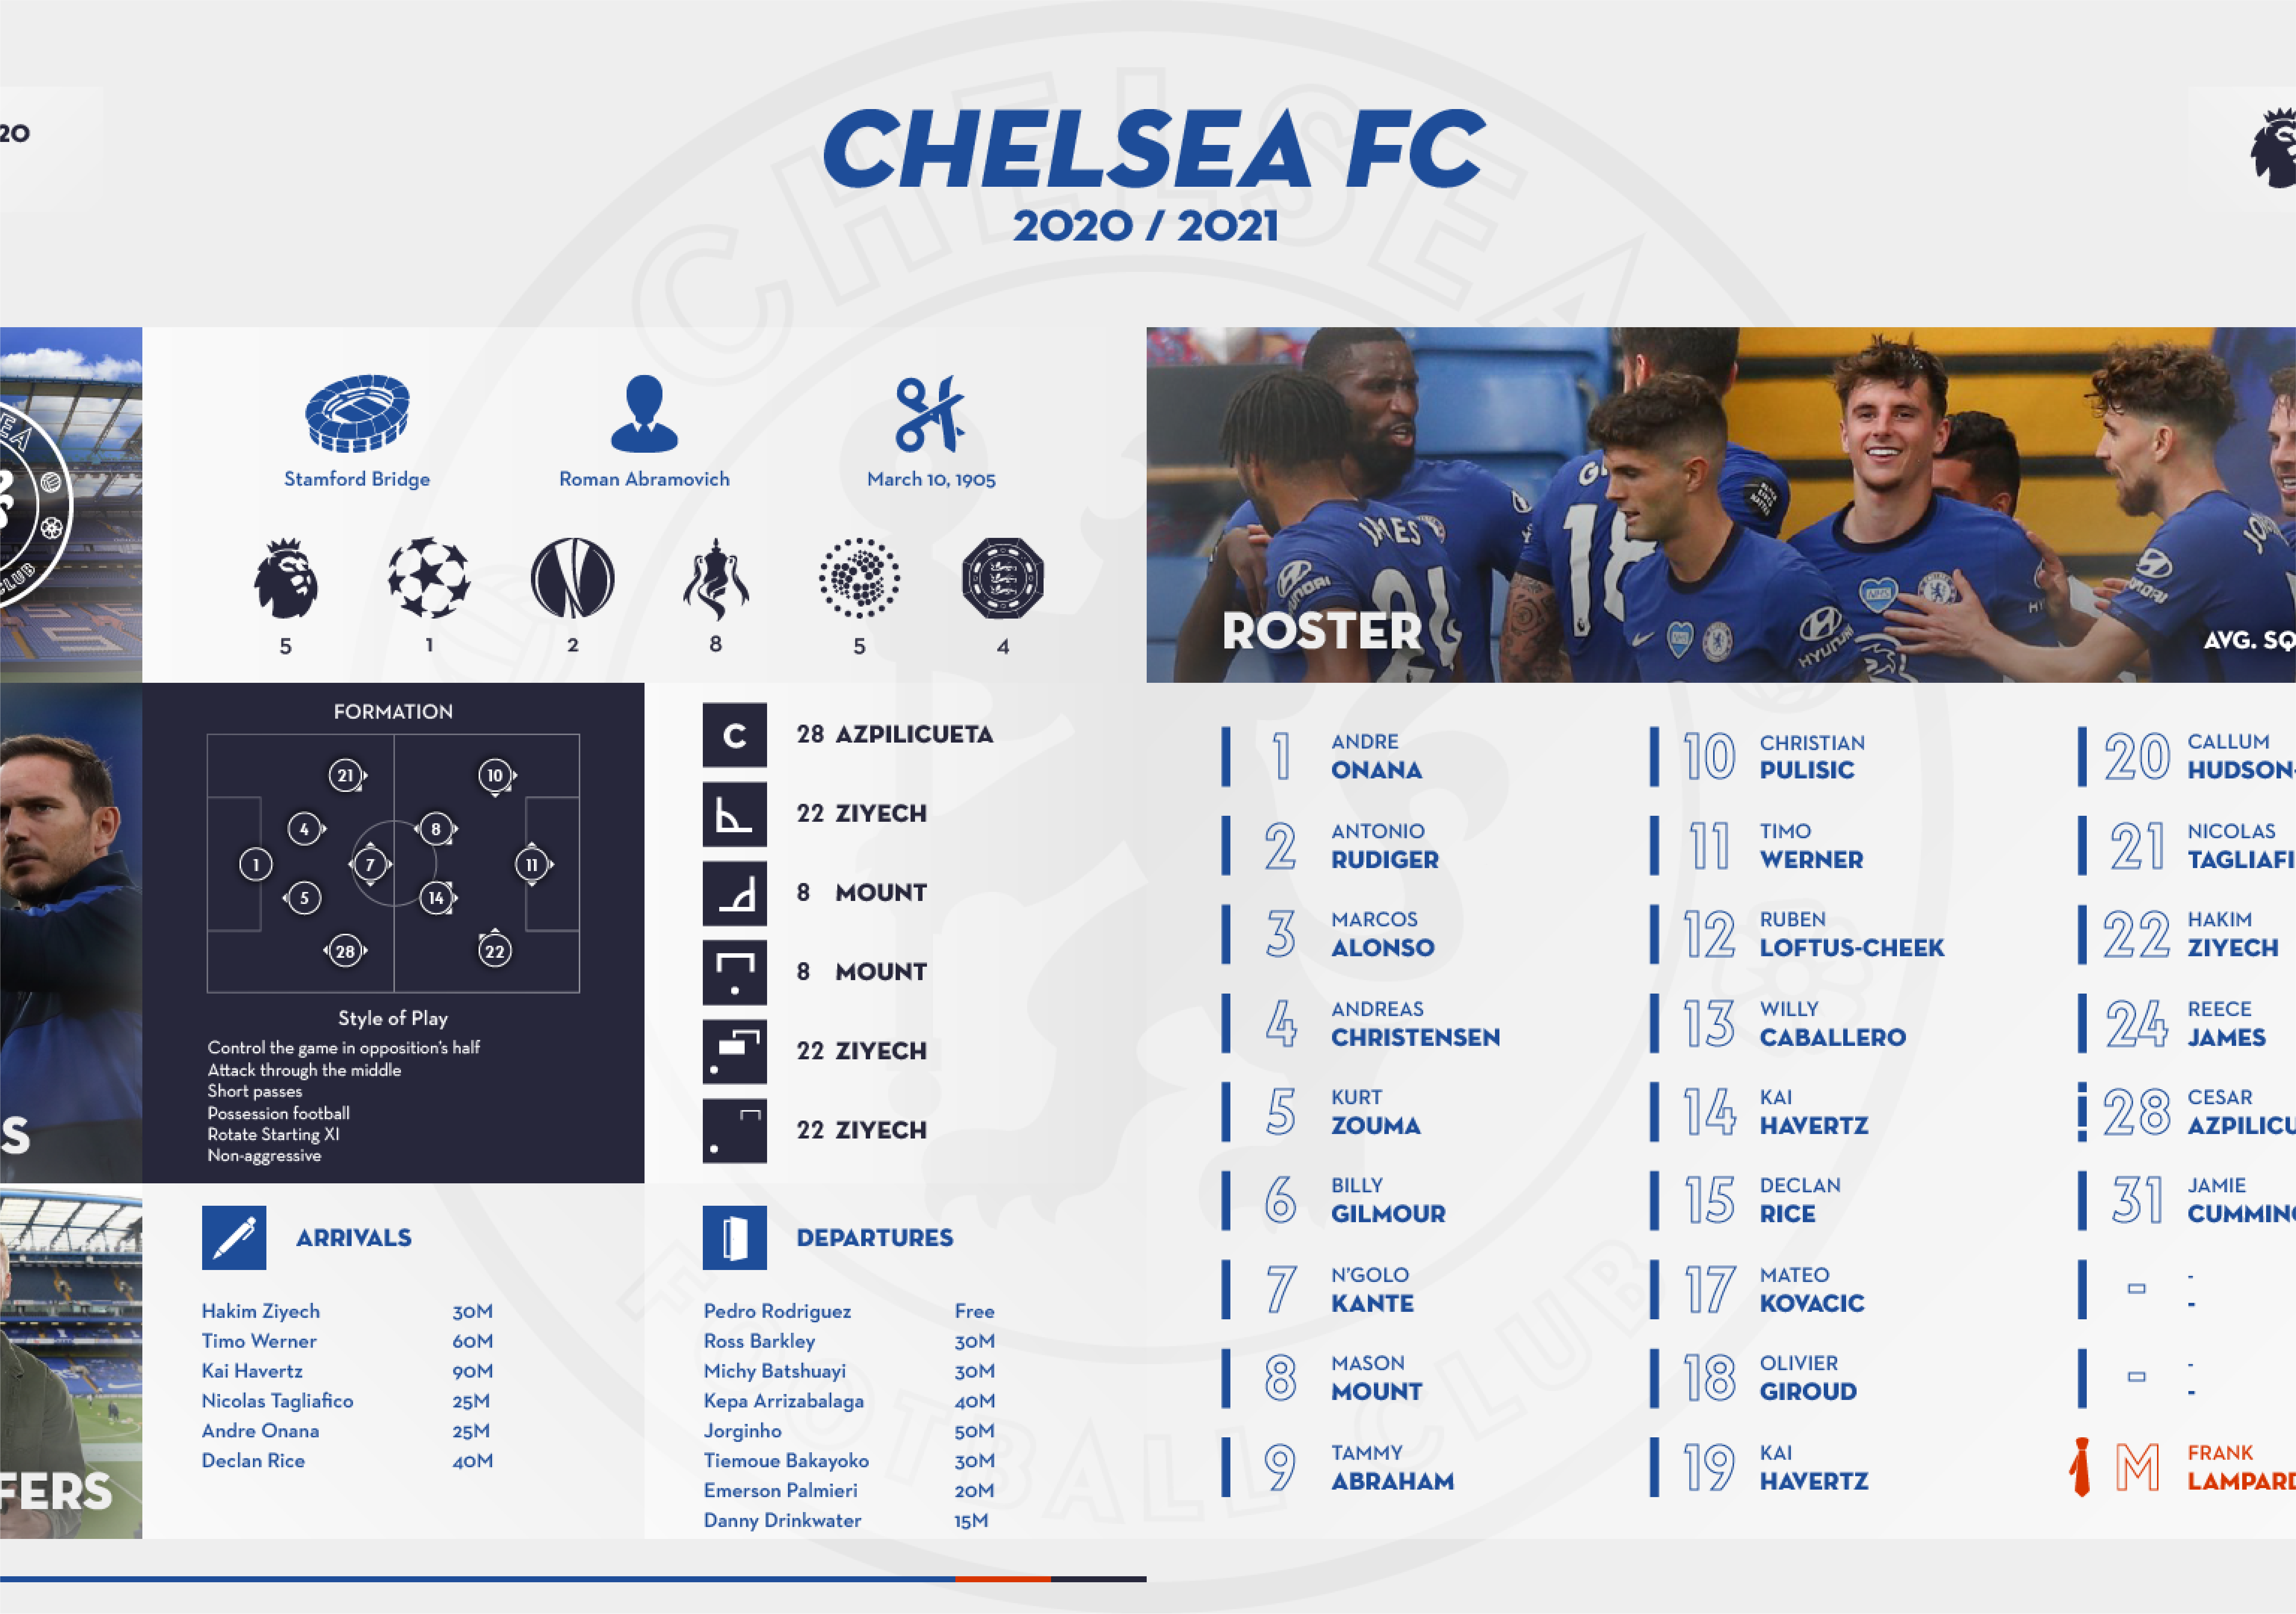 20
CHELSEA FC
2020 / 2021
Stamford Bridge
Roman Abramovich
March 10, 1905
5
1
2
8
5
4
FORMATION
21
10
4
8
1
7
11
5
14
28
22
Style of Play
Control the game in opposition's half
Attack through the middle
Short passes
Possession football
Rotate Starting XI
Non-aggressive
C
28 AZPILICUETA
22 ZIYECH
8 MOUNT
8 MOUNT
22 ZIYECH
22 ZIYECH
S
FERS
ARRIVALS
Hakim Ziyech 30M
Timo Werner 60M
Kai Havertz 90M
Nicolas Tagliafico 25M
Andre Onana 25M
Declan Rice 40M
DEPARTURES
Pedro Rodriguez Free
Ross Barkley 30M
Michy Batshuayi 30M
Kepa Arrizabalaga 40M
Jorginho 50M
Tiemoue Bakayoko 30M
Emerson Palmieri 20M
Danny Drinkwater 15M
JAMES
24
18
HYUNDAI
NHS
ROSTER
AVG. SQ
1 ANDRE
ONANA
2 ANTONIO
RUDIGER
3 MARCOS
ALONSO
4 ANDREAS
CHRISTENSEN
5 KURT
ZOUMA
6 BILLY
GILMOUR
7 N'GOLO
KANTE
8 MASON
MOUNT
9 TAMMY
ABRAHAM
10 CHRISTIAN
PULISIC
11 TIMO
WERNER
12 RUBEN
LOFTUS-CHEEK
13 WILLY
CABALLERO
14 KAI
HAVERTZ
15 DECLAN
RICE
17 MATEO
KOVACIC
18 OLIVIER
GIROUD
19 KAI
HAVERTZ
20 CALLUM
HUDSON-
21 NICOLAS
TAGLIAFI
22 HAKIM
ZIYECH
24 REECE
JAMES
28 CESAR
AZPILICU
31 JAMIE
CUMMING
- -
-
- -
-
M FRANK
LAMPARD
CHELSEA
FOOTBALL CLUB